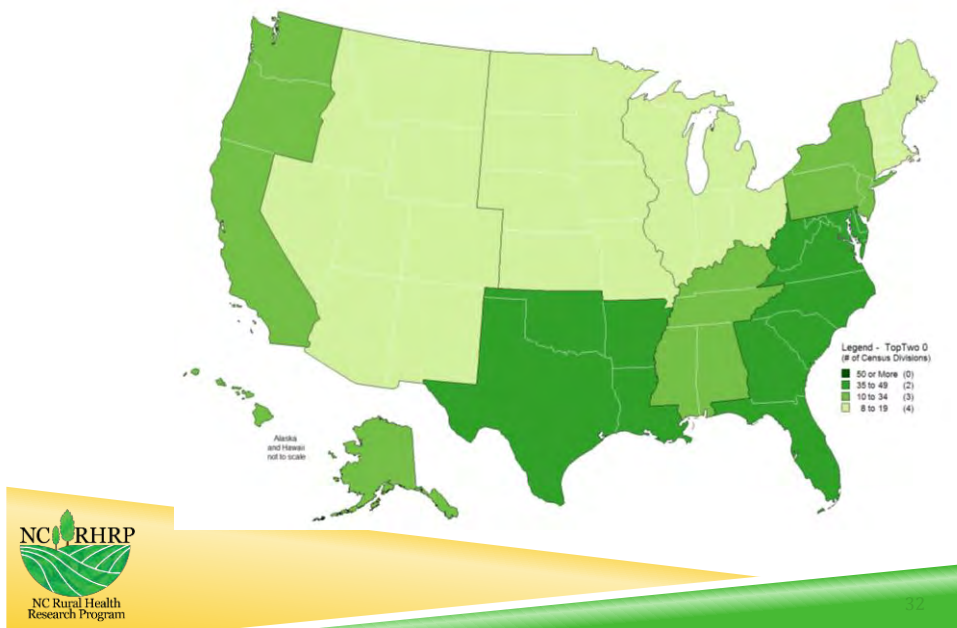 Legend - TopTwo 0
(# of Census Divisions)
50 or More (0)
35 to 49 (2)
10 to 34 (3)
8 to 19 (4)
Alaska
and Hawaii
not to scale
NC RHRP
NC Rural Health
Research Program
32